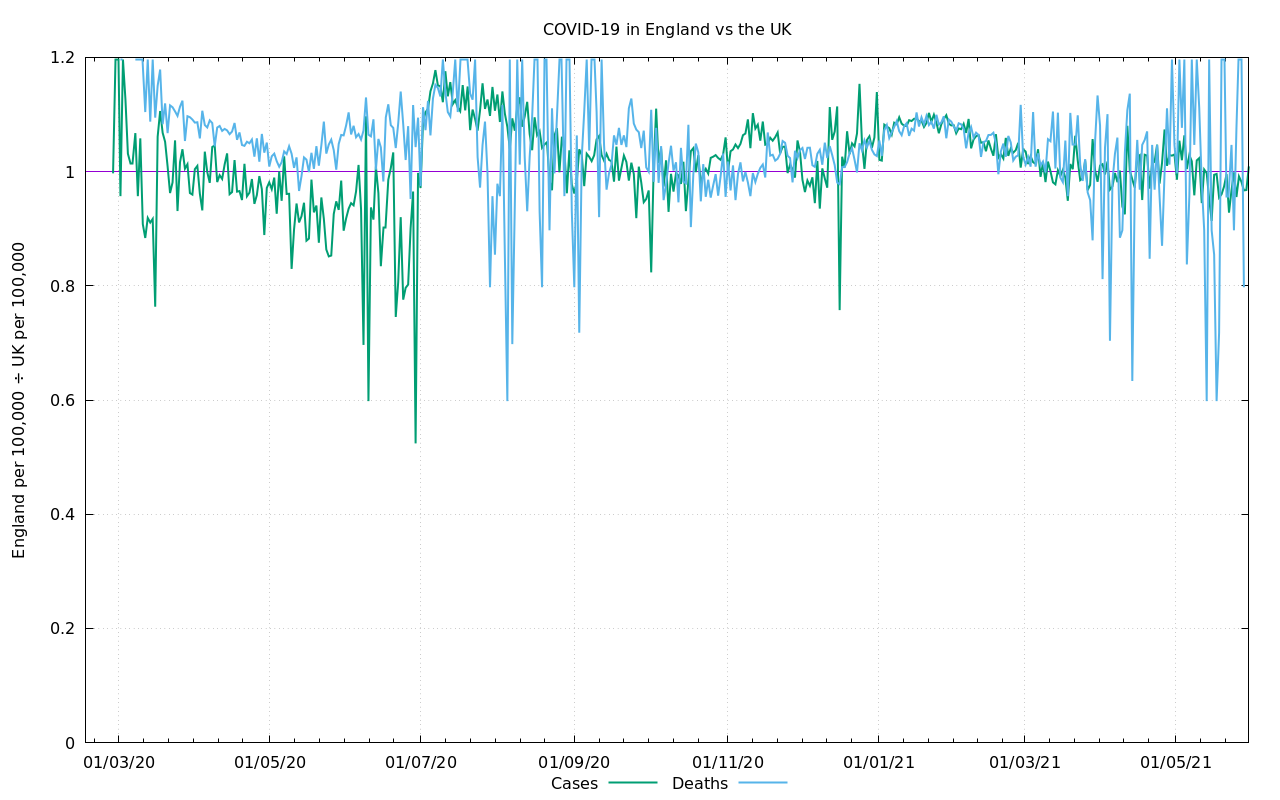 COVID-19 in England vs the UK
England per 100,000 ÷ UK per 100,000
1.2
1
0.8
0.6
0.4
0.2
0
01/03/20 01/05/20 01/07/20 01/09/20 01/11/20 01/01/21 01/03/21 01/05/21
Cases Deaths